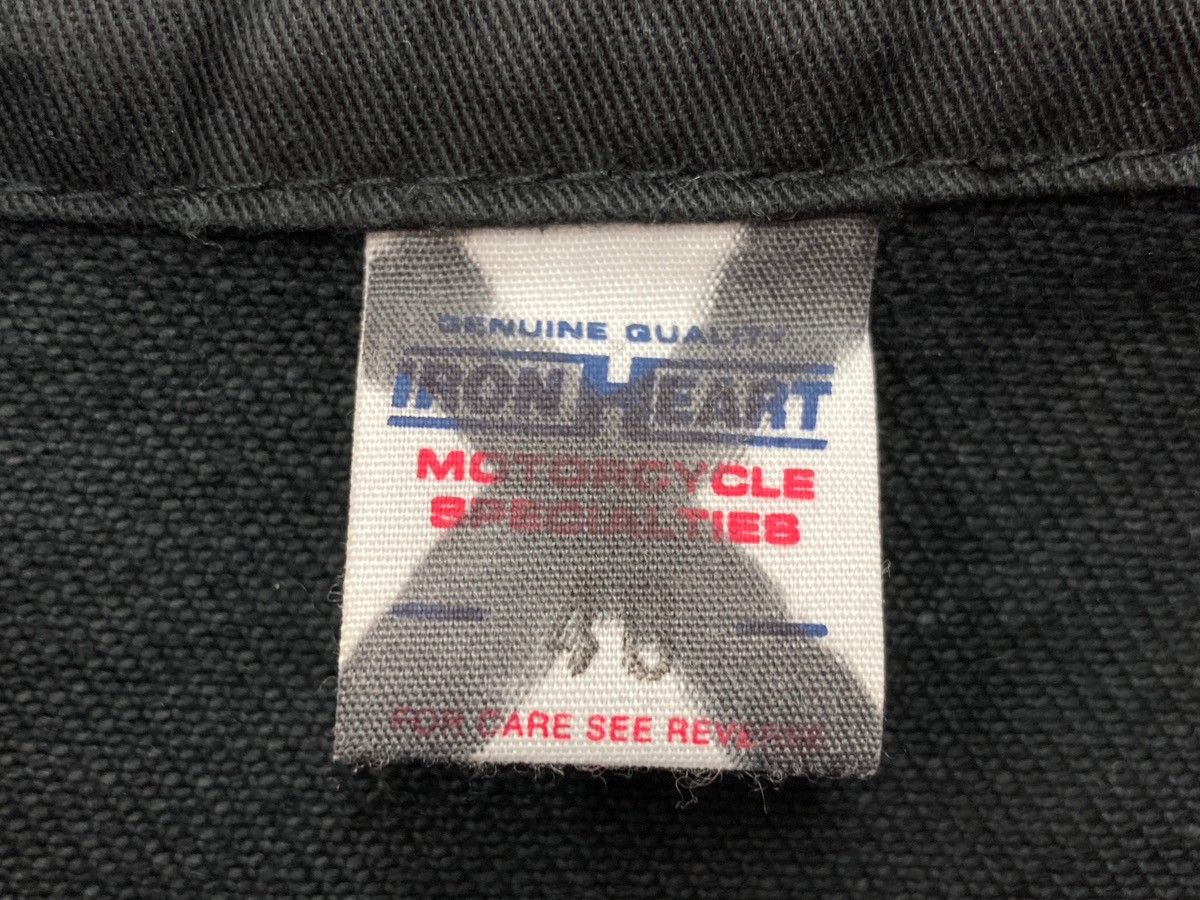 GENUINE QUALITY
IRON HEART
MOTORCYCLE
SPECIALTIES
FOR CARE SEE REVERSE